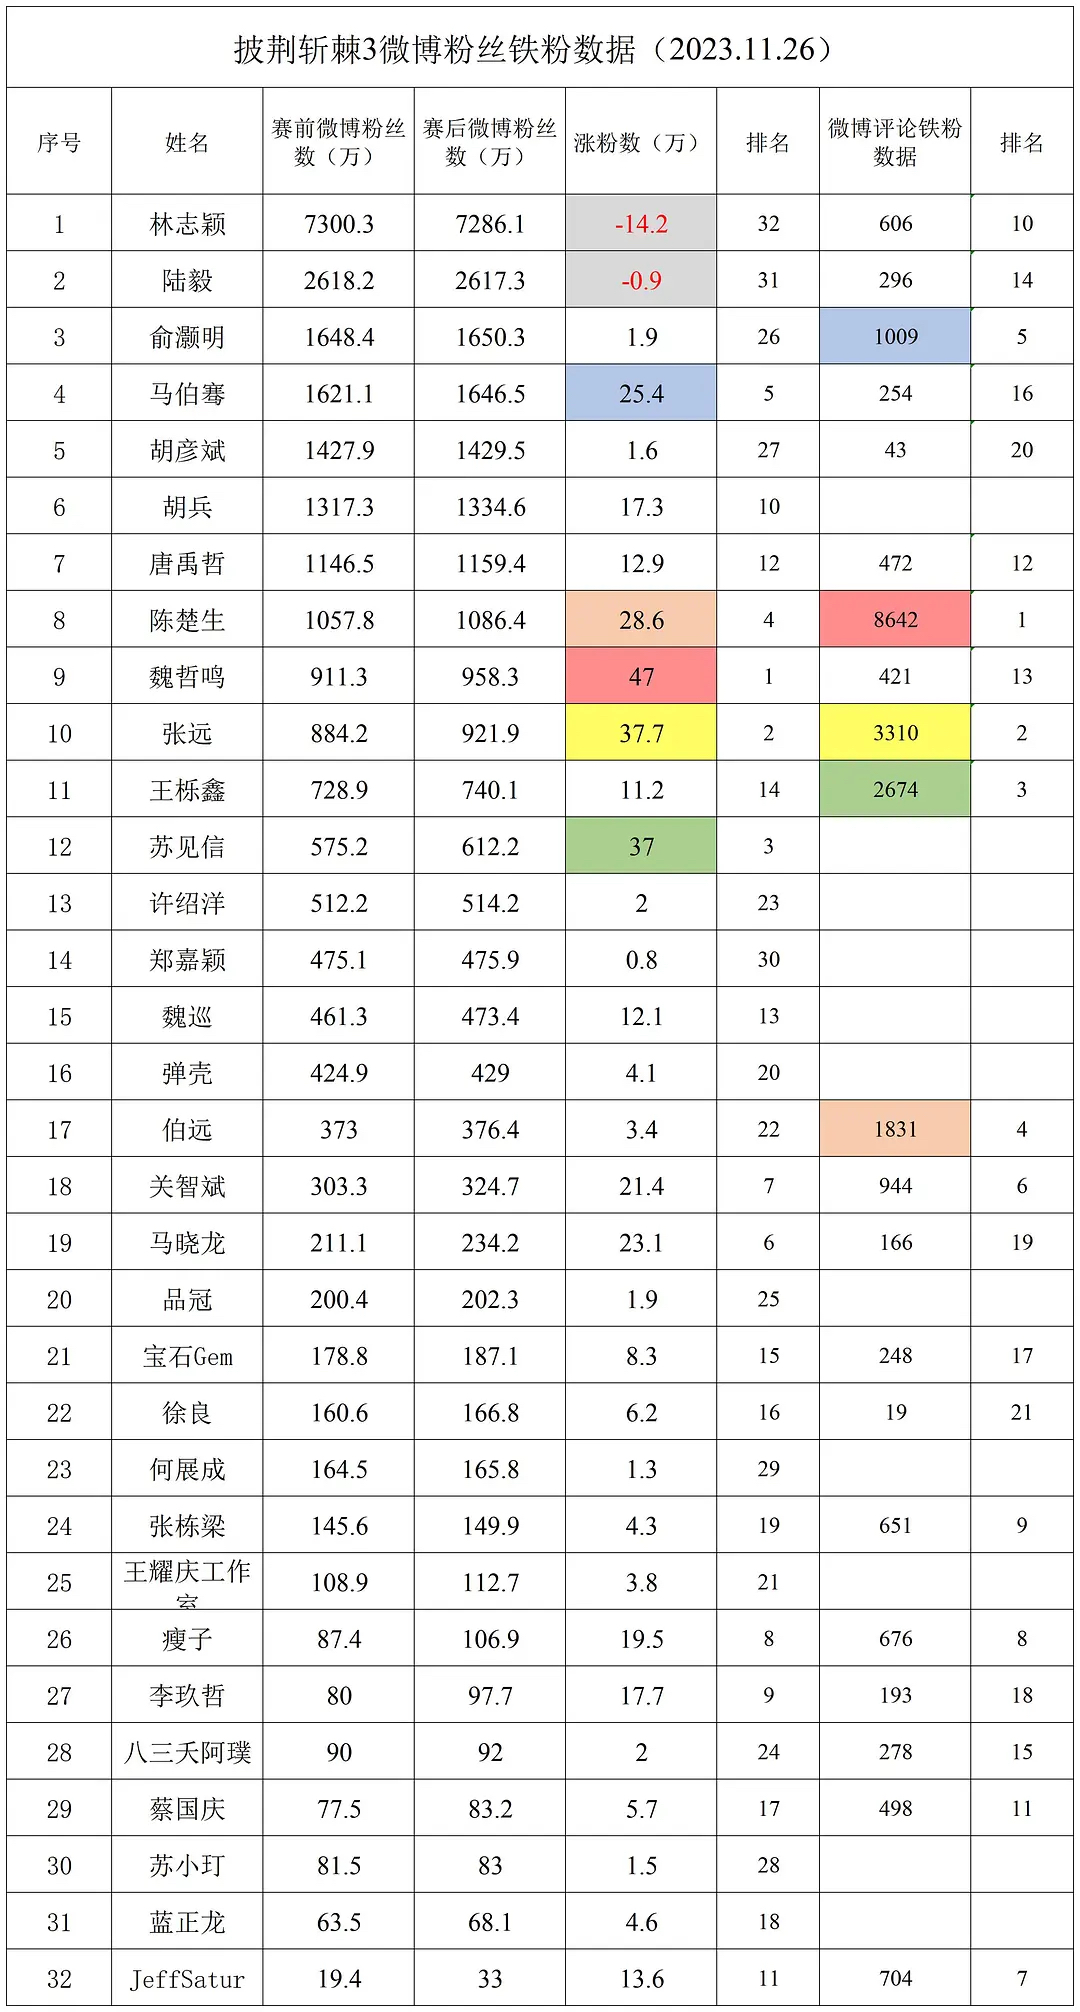 披荆斩棘3微博粉丝铁粉数据（2023.11.26）
序号 姓名 赛前微博粉丝数（万） 赛后微博粉丝数（万） 涨粉数（万） 排名 微博评论铁粉数据 排名
1 林志颖 7300.3 7286.1 -14.2 32 606 10
2 陆毅 2618.2 2617.3 -0.9 31 296 14
3 俞灏明 1648.4 1650.3 1.9 26 1009 5
4 马伯骞 1621.1 1646.5 25.4 5 254 16
5 胡彦斌 1427.9 1429.5 1.6 27 43 20
6 胡兵 1317.3 1334.6 17.3 10
7 唐禹哲 1146.5 1159.4 12.9 12 472 12
8 陈楚生 1057.8 1086.4 28.6 4 8642 1
9 魏哲鸣 911.3 958.3 47 1 421 13
10 张远 884.2 921.9 37.7 2 3310 2
11 王栎鑫 728.9 740.1 11.2 14 2674 3
12 苏见信 575.2 612.2 37 3
13 许绍洋 512.2 514.2 2 23
14 郑嘉颖 475.1 475.9 0.8 30
15 魏巡 461.3 473.4 12.1 13
16 弹壳 424.9 429 4.1 20
17 伯远 373 376.4 3.4 22 1831 4
18 关智斌 303.3 324.7 21.4 7 944 6
19 马晓龙 211.1 234.2 23.1 6 166 19
20 品冠 200.4 202.3 1.9 25
21 宝石Gem 178.8 187.1 8.3 15 248 17
22 徐良 160.6 166.8 6.2 16 19 21
23 何展成 164.5 165.8 1.3 29
24 张栋梁 145.6 149.9 4.3 19 651 9
25 王耀庆工作室 108.9 112.7 3.8 21
26 瘦子 87.4 106.9 19.5 8 676 8
27 李玖哲 80 97.7 17.7 9 193 18
28 八三夭阿璞 90 92 2 24 278 15
29 蔡国庆 77.5 83.2 5.7 17 498 11
30 苏小玎 81.5 83 1.5 28
31 蓝正龙 63.5 68.1 4.6 18
32 JeffSatur 19.4 33 13.6 11 704 7